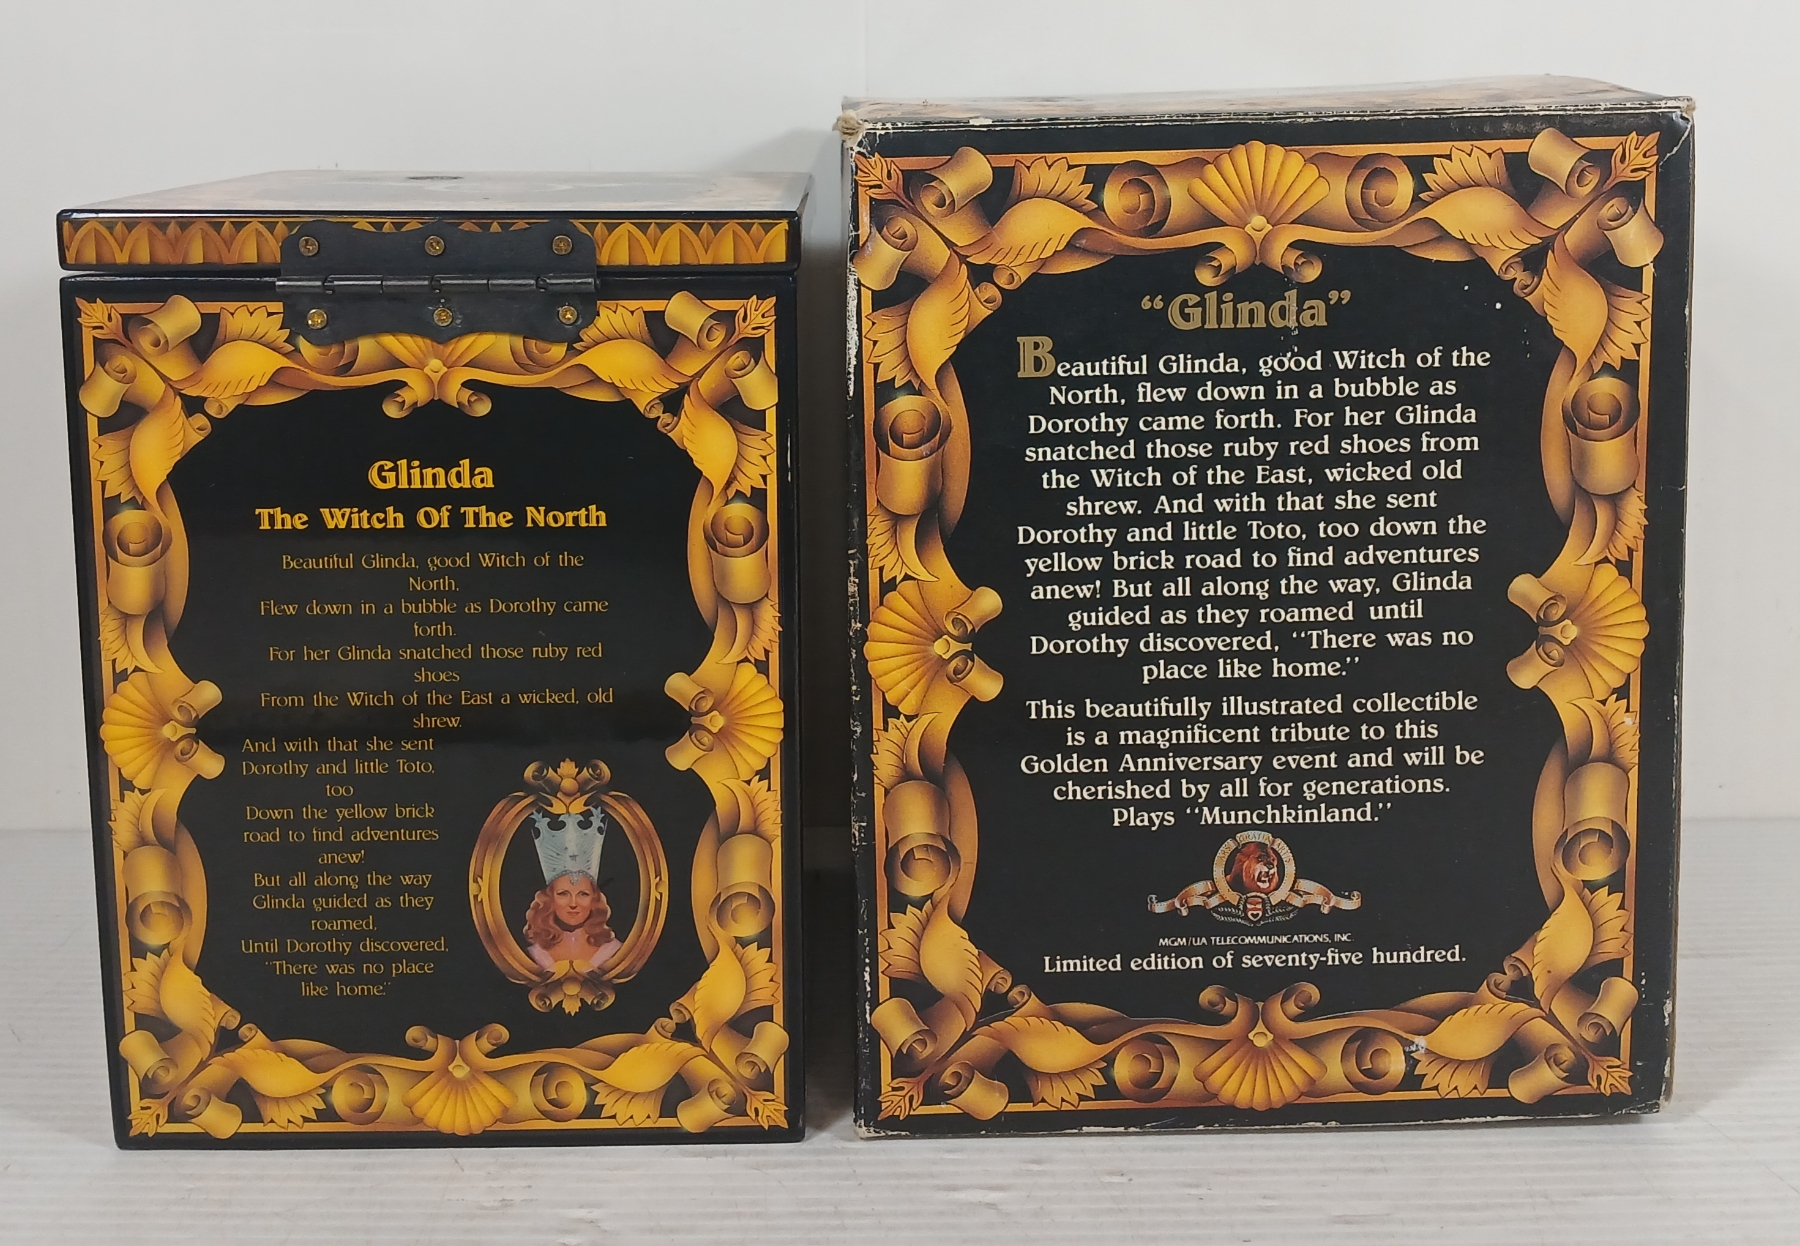 Glinda
The Witch Of The North
Beautiful Glinda, good Witch of the
North,
Flew down in a bubble as Dorothy came
forth.
For her Glinda snatched those ruby red
shoes
From the Witch of the East a wicked, old
shrew.
And with that she sent
Dorothy and little Toto,
too
Down the yellow brick
road to find adventures
anew!
But all along the way
Glinda guided as they
roamed,
Until Dorothy discovered,
"There was no place
like home."
"Glinda"
Beautiful Glinda, good Witch of the
North, flew down in a bubble as
Dorothy came forth. For her Glinda
snatched those ruby red shoes from
the Witch of the East, wicked old
shrew. And with that she sent
Dorothy and little Toto, too down the
yellow brick road to find adventures
anew! But all along the way, Glinda
guided as they roamed until
Dorothy discovered, "There was no
place like home."
This beautifully illustrated collectible
is a magnificent tribute to this
Golden Anniversary event and will be
cherished by all for generations.
Plays "Munchkinland."
MGM/UA TELECOMMUNICATIONS, INC.
Limited edition of seventy-five hundred.